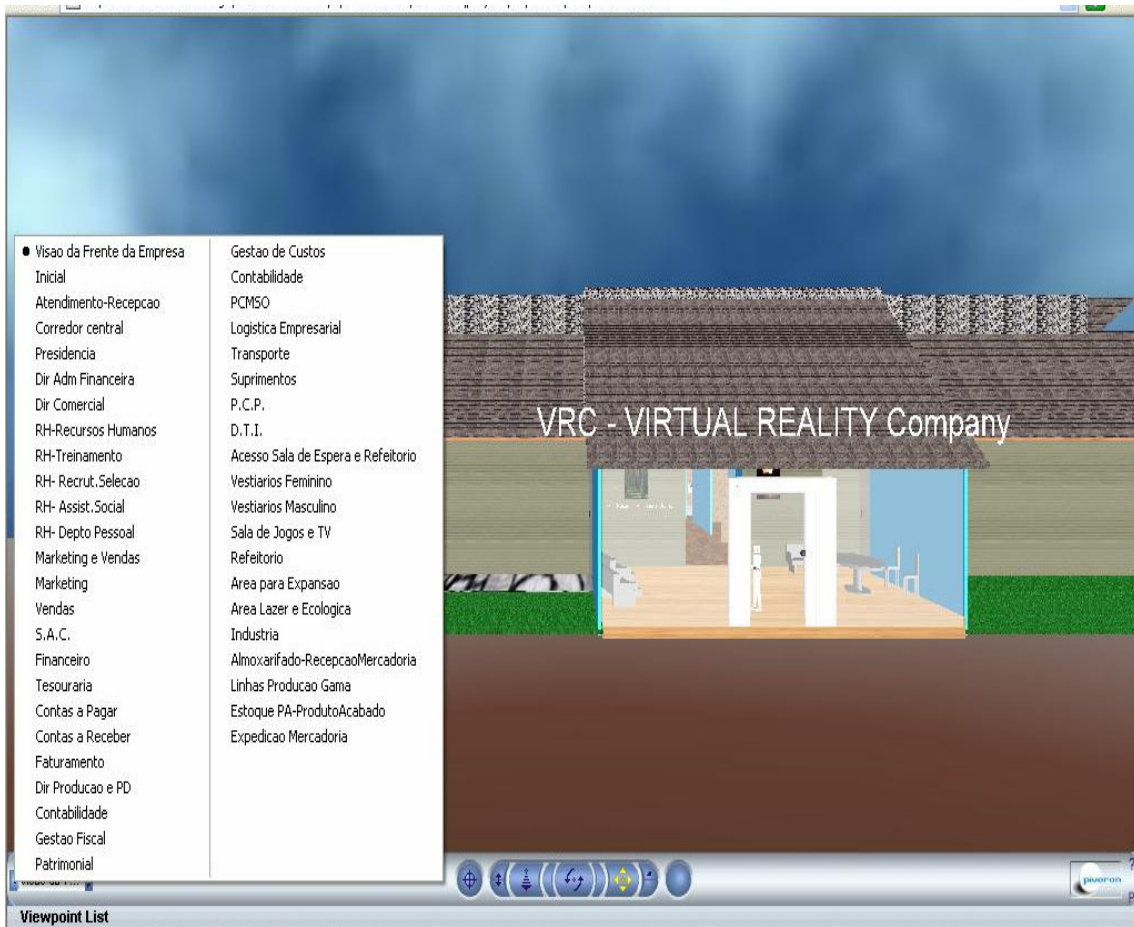 Visao da Frente da Empresa
Inicial
Atendimento-Recepcao
Corredor central
Presidencia
Dir Adm Financeira
Dir Comercial
RH-Recursos Humanos
RH-Treinamento
RH- Recrut.Selecao
RH- Assist.Social
RH- Depto Pessoal
Marketing e Vendas
Marketing
Vendas
S.A.C.
Financeiro
Tesouraria
Contas a Pagar
Contas a Receber
Faturamento
Dir Producao e PD
Contabilidade
Gestao Fiscal
Patrimonial
Gestao de Custos
Contabilidade
PCMSO
Logistica Empresarial
Transporte
Suprimentos
P.C.P.
D.T.I.
Acesso Sala de Espera e Refeitorio
Vestiarios Feminino
Vestiarios Masculino
Sala de Jogos e TV
Refeitorio
Area para Expansao
Area Lazer e Ecologica
Industria
Almoxarifado-RecepcaoMercadoria
Linhas Producao Gama
Estoque PA-ProdutoAcabado
Expedicao Mercadoria
VRC - VIRTUAL REALITY Company
?
P
Viewpoint List